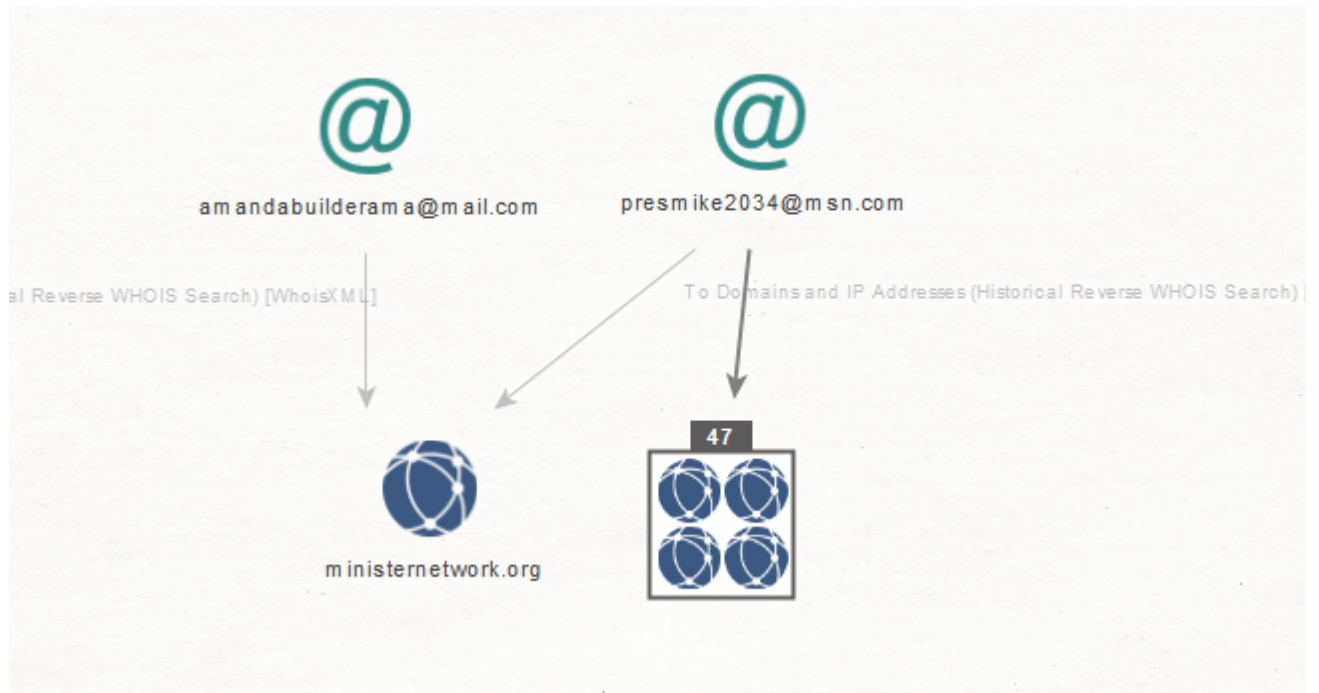 amandabuilderama@mail.com
presmike2034@msn.com
al Reverse WHOIS Search) [WhoisXML]
To Domains and IP Addresses (Historical Reverse WHOIS Search) [
47
ministernetwork.org